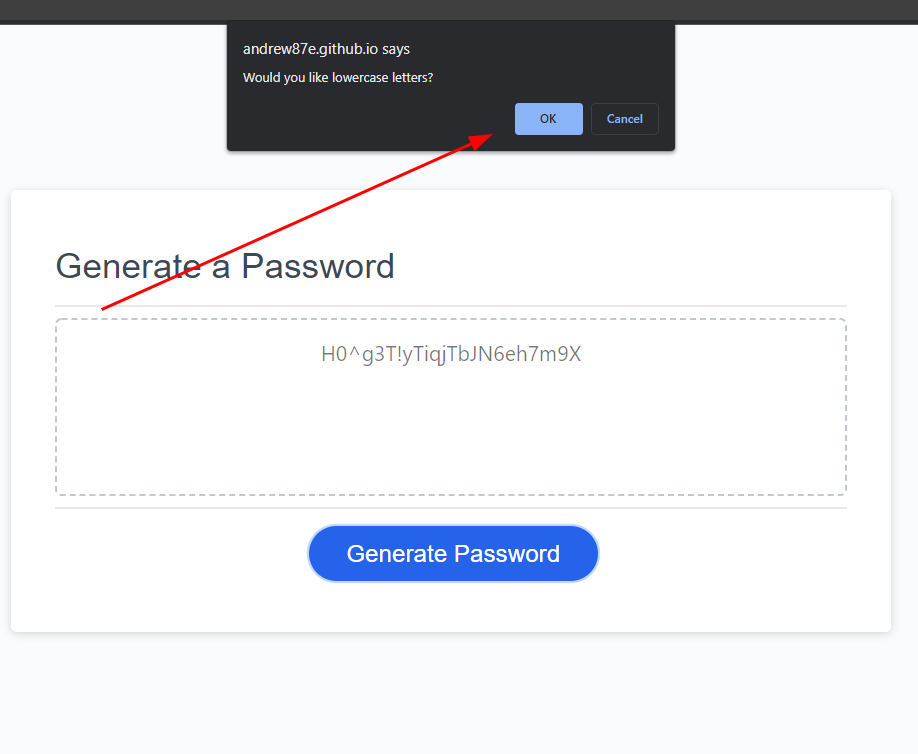 andrew87e.github.io says
Would you like lowercase letters?
OK Cancel
Generate a Password
H0^g3T!yTiqjTbJN6eh7m9X
Generate Password